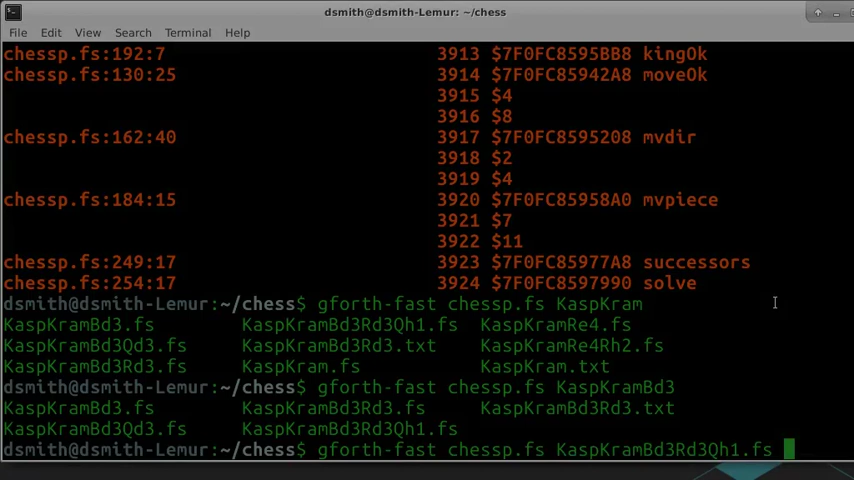 dsmith@dsmith-Lemur: ~/chess
File Edit View Search Terminal Help
chessp.fs:192:7 3913 $7F0FC8595BB8 kingOk
chessp.fs:130:25 3914 $7F0FC85942A8 moveOk
3915 $4
3916 $8
chessp.fs:162:40 3917 $7F0FC8595208 mvdir
3918 $2
3919 $4
chessp.fs:184:15 3920 $7F0FC85958A0 mvpiece
3921 $7
3922 $11
chessp.fs:249:17 3923 $7F0FC85977A8 successors
chessp.fs:254:17 3924 $7F0FC8597990 solve
dsmith@dsmith-Lemur:~/chess$ gforth-fast chessp.fs KaspKram
KaspKramBd3.fs KaspKramBd3Rd3Qh1.fs KaspKramRe4.fs
KaspKramBd3Qd3.fs KaspKramBd3Rd3.txt KaspKramRe4Rh2.fs
KaspKramBd3Rd3.fs KaspKram.fs KaspKram.txt
dsmith@dsmith-Lemur:~/chess$ gforth-fast chessp.fs KaspKramBd3
KaspKramBd3.fs KaspKramBd3Rd3.fs KaspKramBd3Rd3.txt
KaspKramBd3Qd3.fs KaspKramBd3Rd3Qh1.fs
dsmith@dsmith-Lemur:~/chess$ gforth-fast chessp.fs KaspKramBd3Rd3Qh1.fs